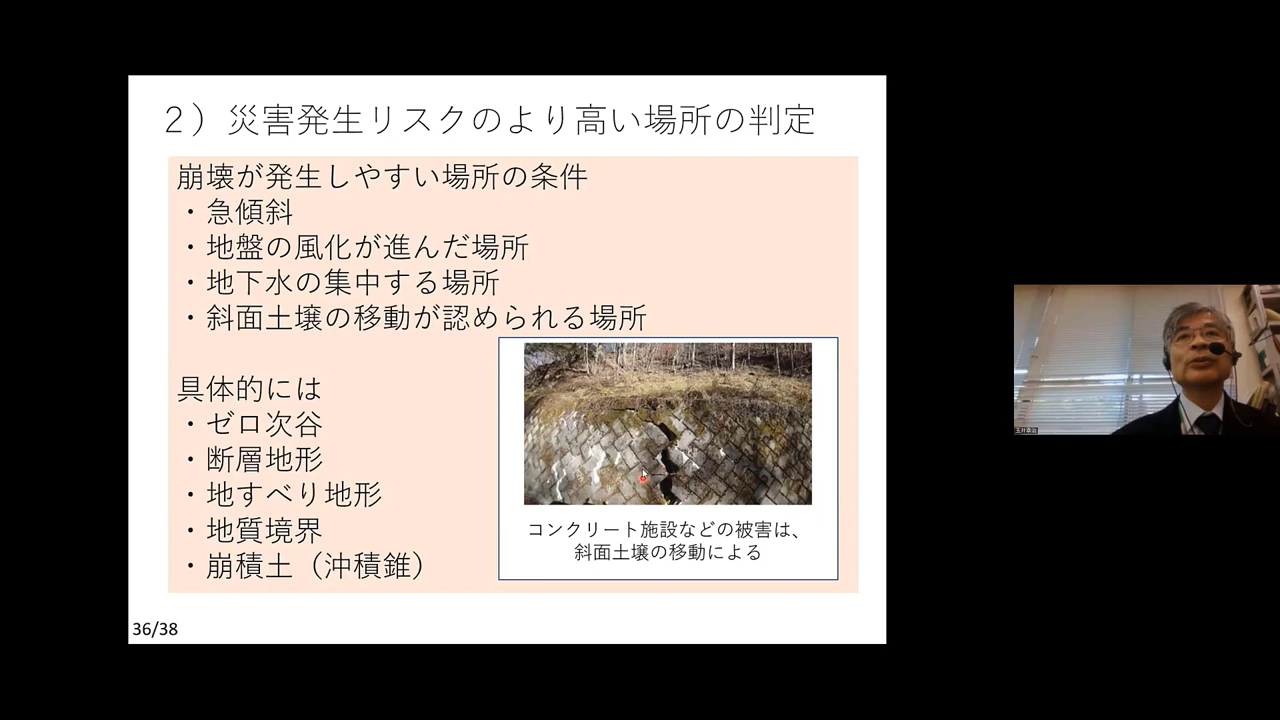 ２）災害発生リスクのより高い場所の判定
崩壊が発生しやすい場所の条件
・急傾斜
・地盤の風化が進んだ場所
・地下水の集中する場所
・斜面土壌の移動が認められる場所
具体的には
・ゼロ次谷
・断層地形
・地すべり地形
・地質境界
・崩積土（沖積錐）
コンクリート施設などの被害は、
斜面土壌の移動による
36/38